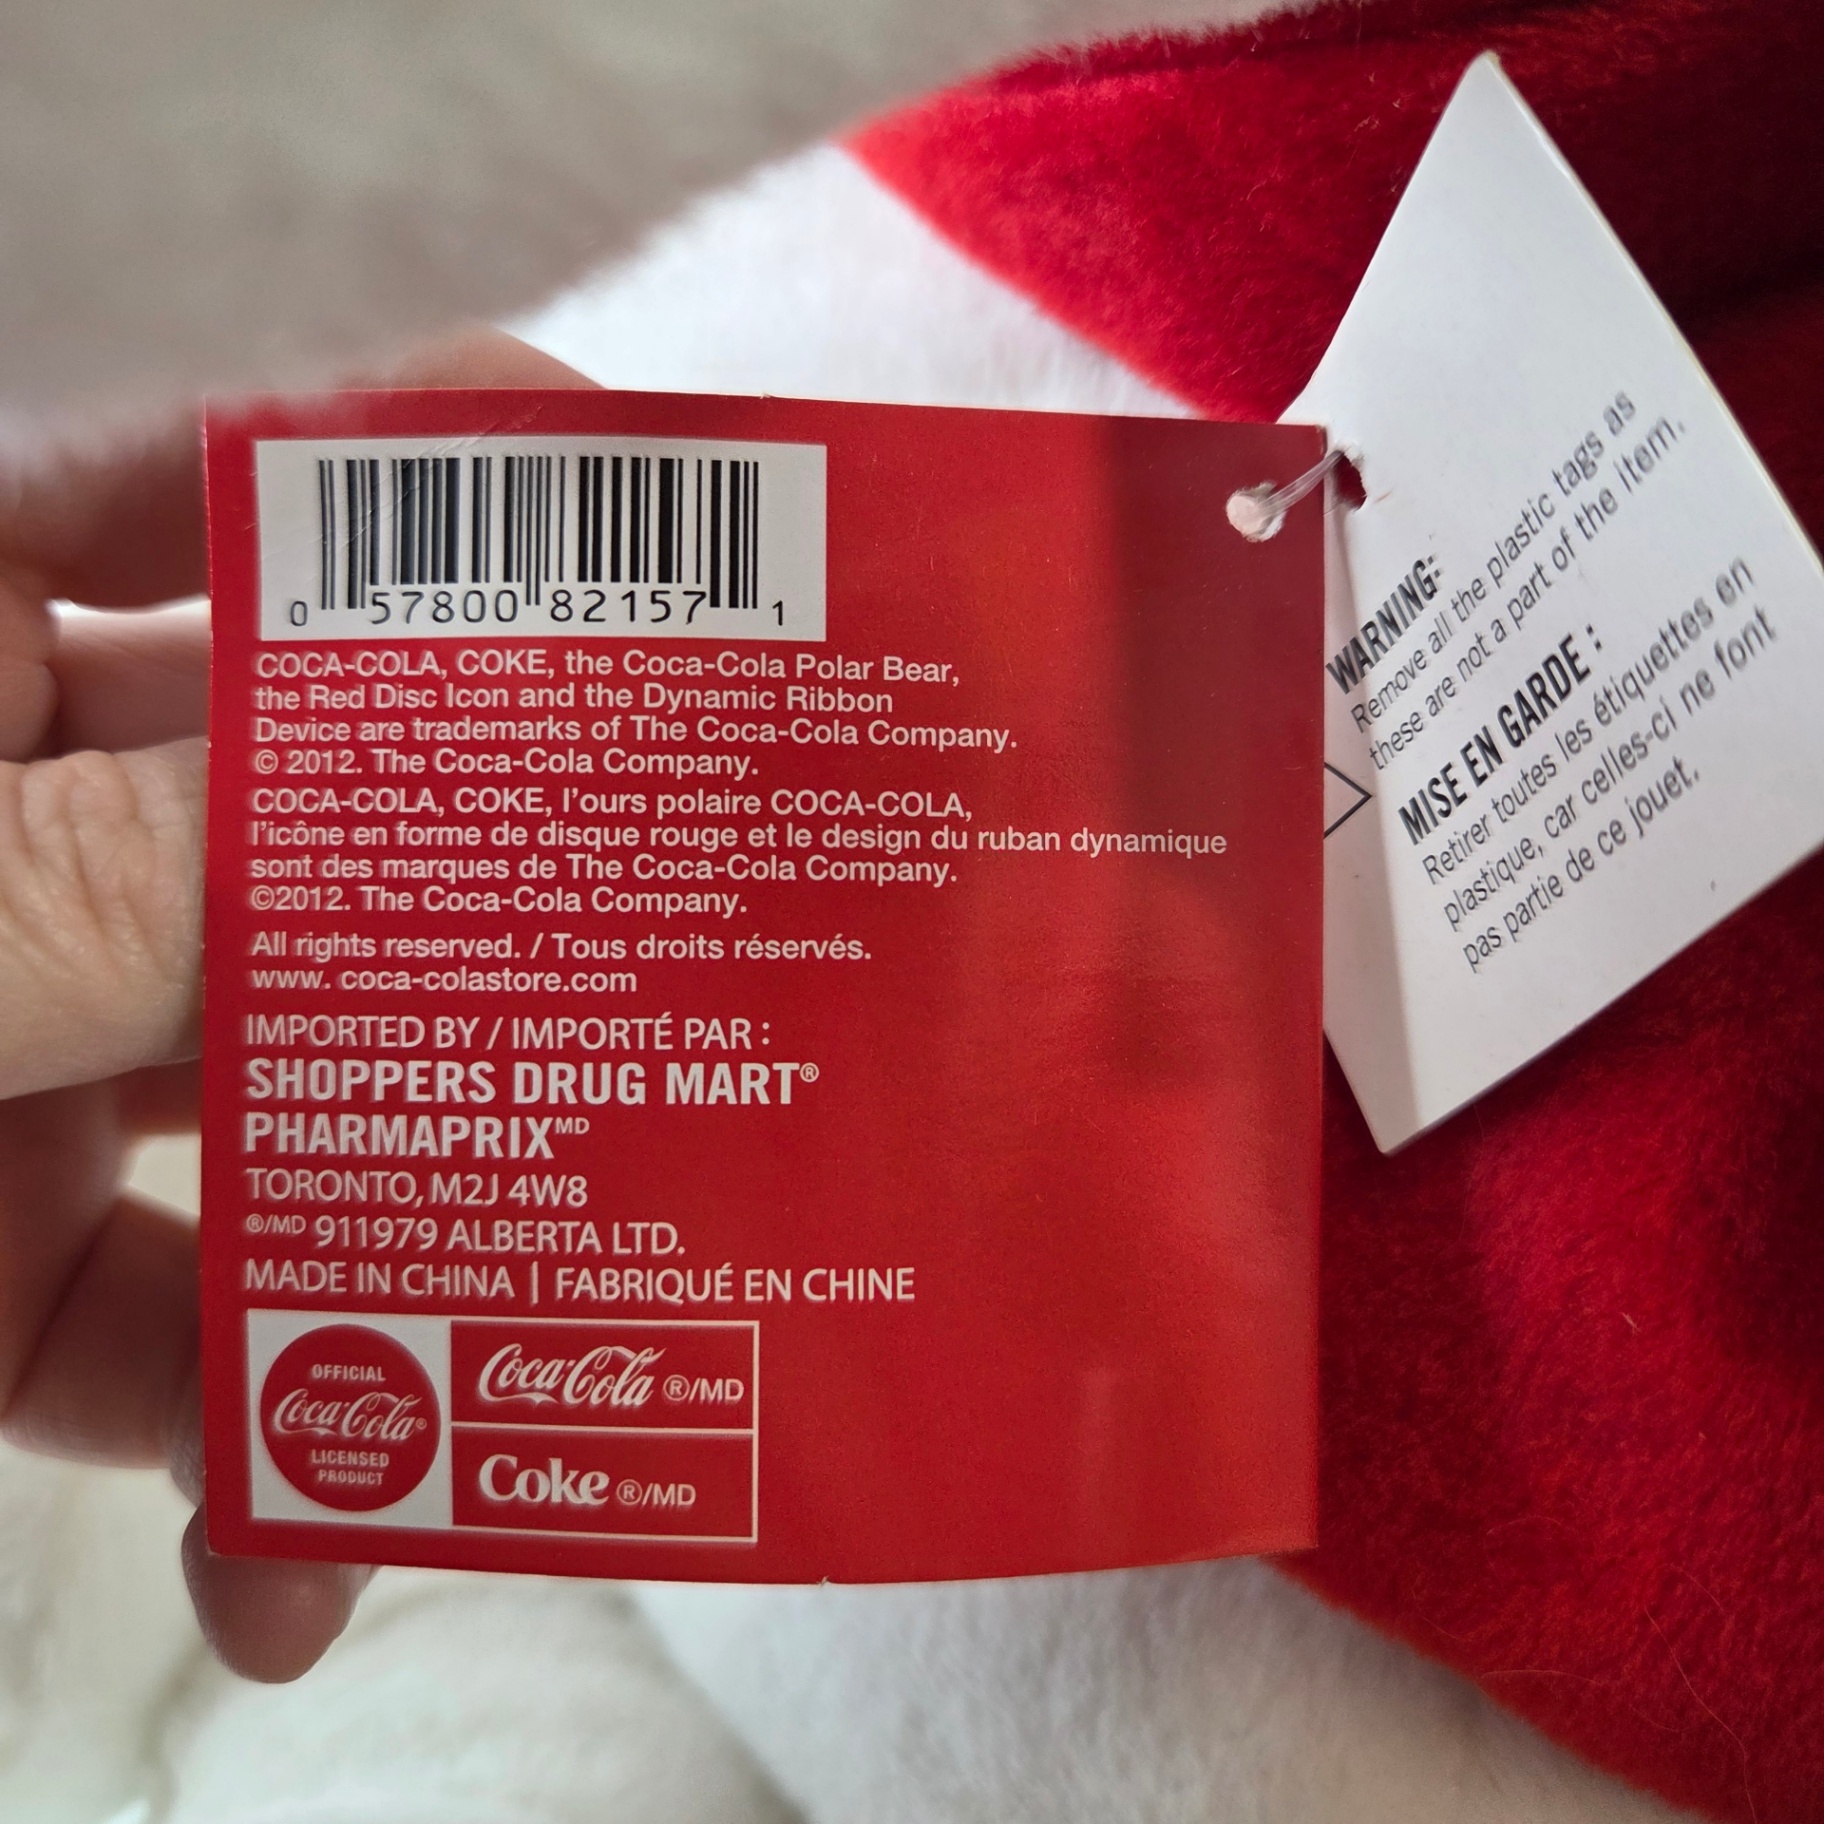 0 57800 82157 1
COCA-COLA, COKE, the Coca-Cola Polar Bear,
the Red Disc Icon and the Dynamic Ribbon
Device are trademarks of The Coca-Cola Company.
© 2012. The Coca-Cola Company.
COCA-COLA, COKE, l'ours polaire COCA-COLA,
l'icône en forme de disque rouge et le design du ruban dynamique
sont des marques de The Coca-Cola Company.
©2012. The Coca-Cola Company.
All rights reserved. / Tous droits réservés.
www. coca-colastore.com
IMPORTED BY / IMPORTÉ PAR :
SHOPPERS DRUG MART®
PHARMAPRIX MD
TORONTO, M2J 4W8
®/MD 911979 ALBERTA LTD.
MADE IN CHINA | FABRIQUÉ EN CHINE
OFFICIAL
Coca-Cola®
LICENSED
PRODUCT
Coca-Cola ®/MD
Coke ®/MD
WARNING:
Remove all the plastic tags as
these are not a part of the item.
MISE EN GARDE :
Retirer toutes les étiquettes en
plastique, car celles-ci ne font
pas partie de ce jouet.